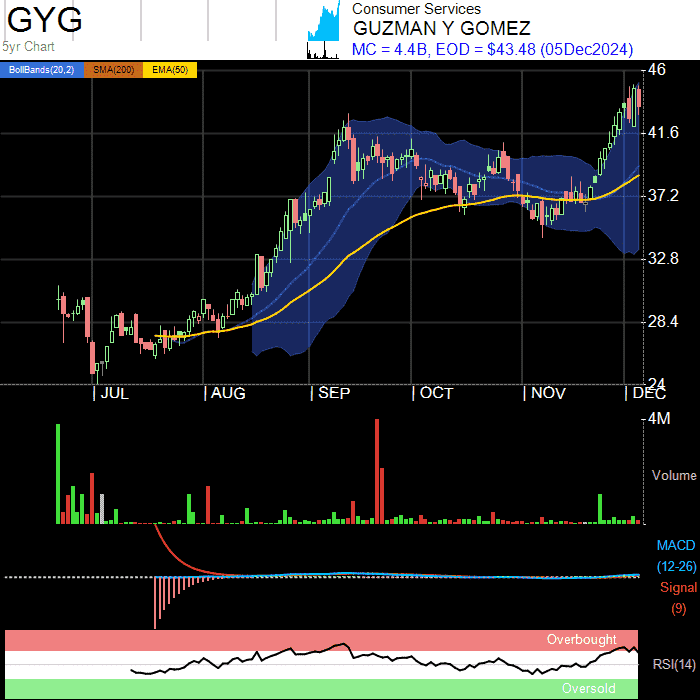 GYG
5yr Chart
Consumer Services
GUZMAN Y GOMEZ
MC = 4.4B, EOD = $43.48 (05Dec2024)
BollBands(20,2) SMA(200) EMA(50)
46
41.6
37.2
32.8
28.4
24
JUL AUG SEP OCT NOV DEC
4M
Volume
MACD
(12-26)
Signal
(9)
Overbought
RSI(14)
Oversold